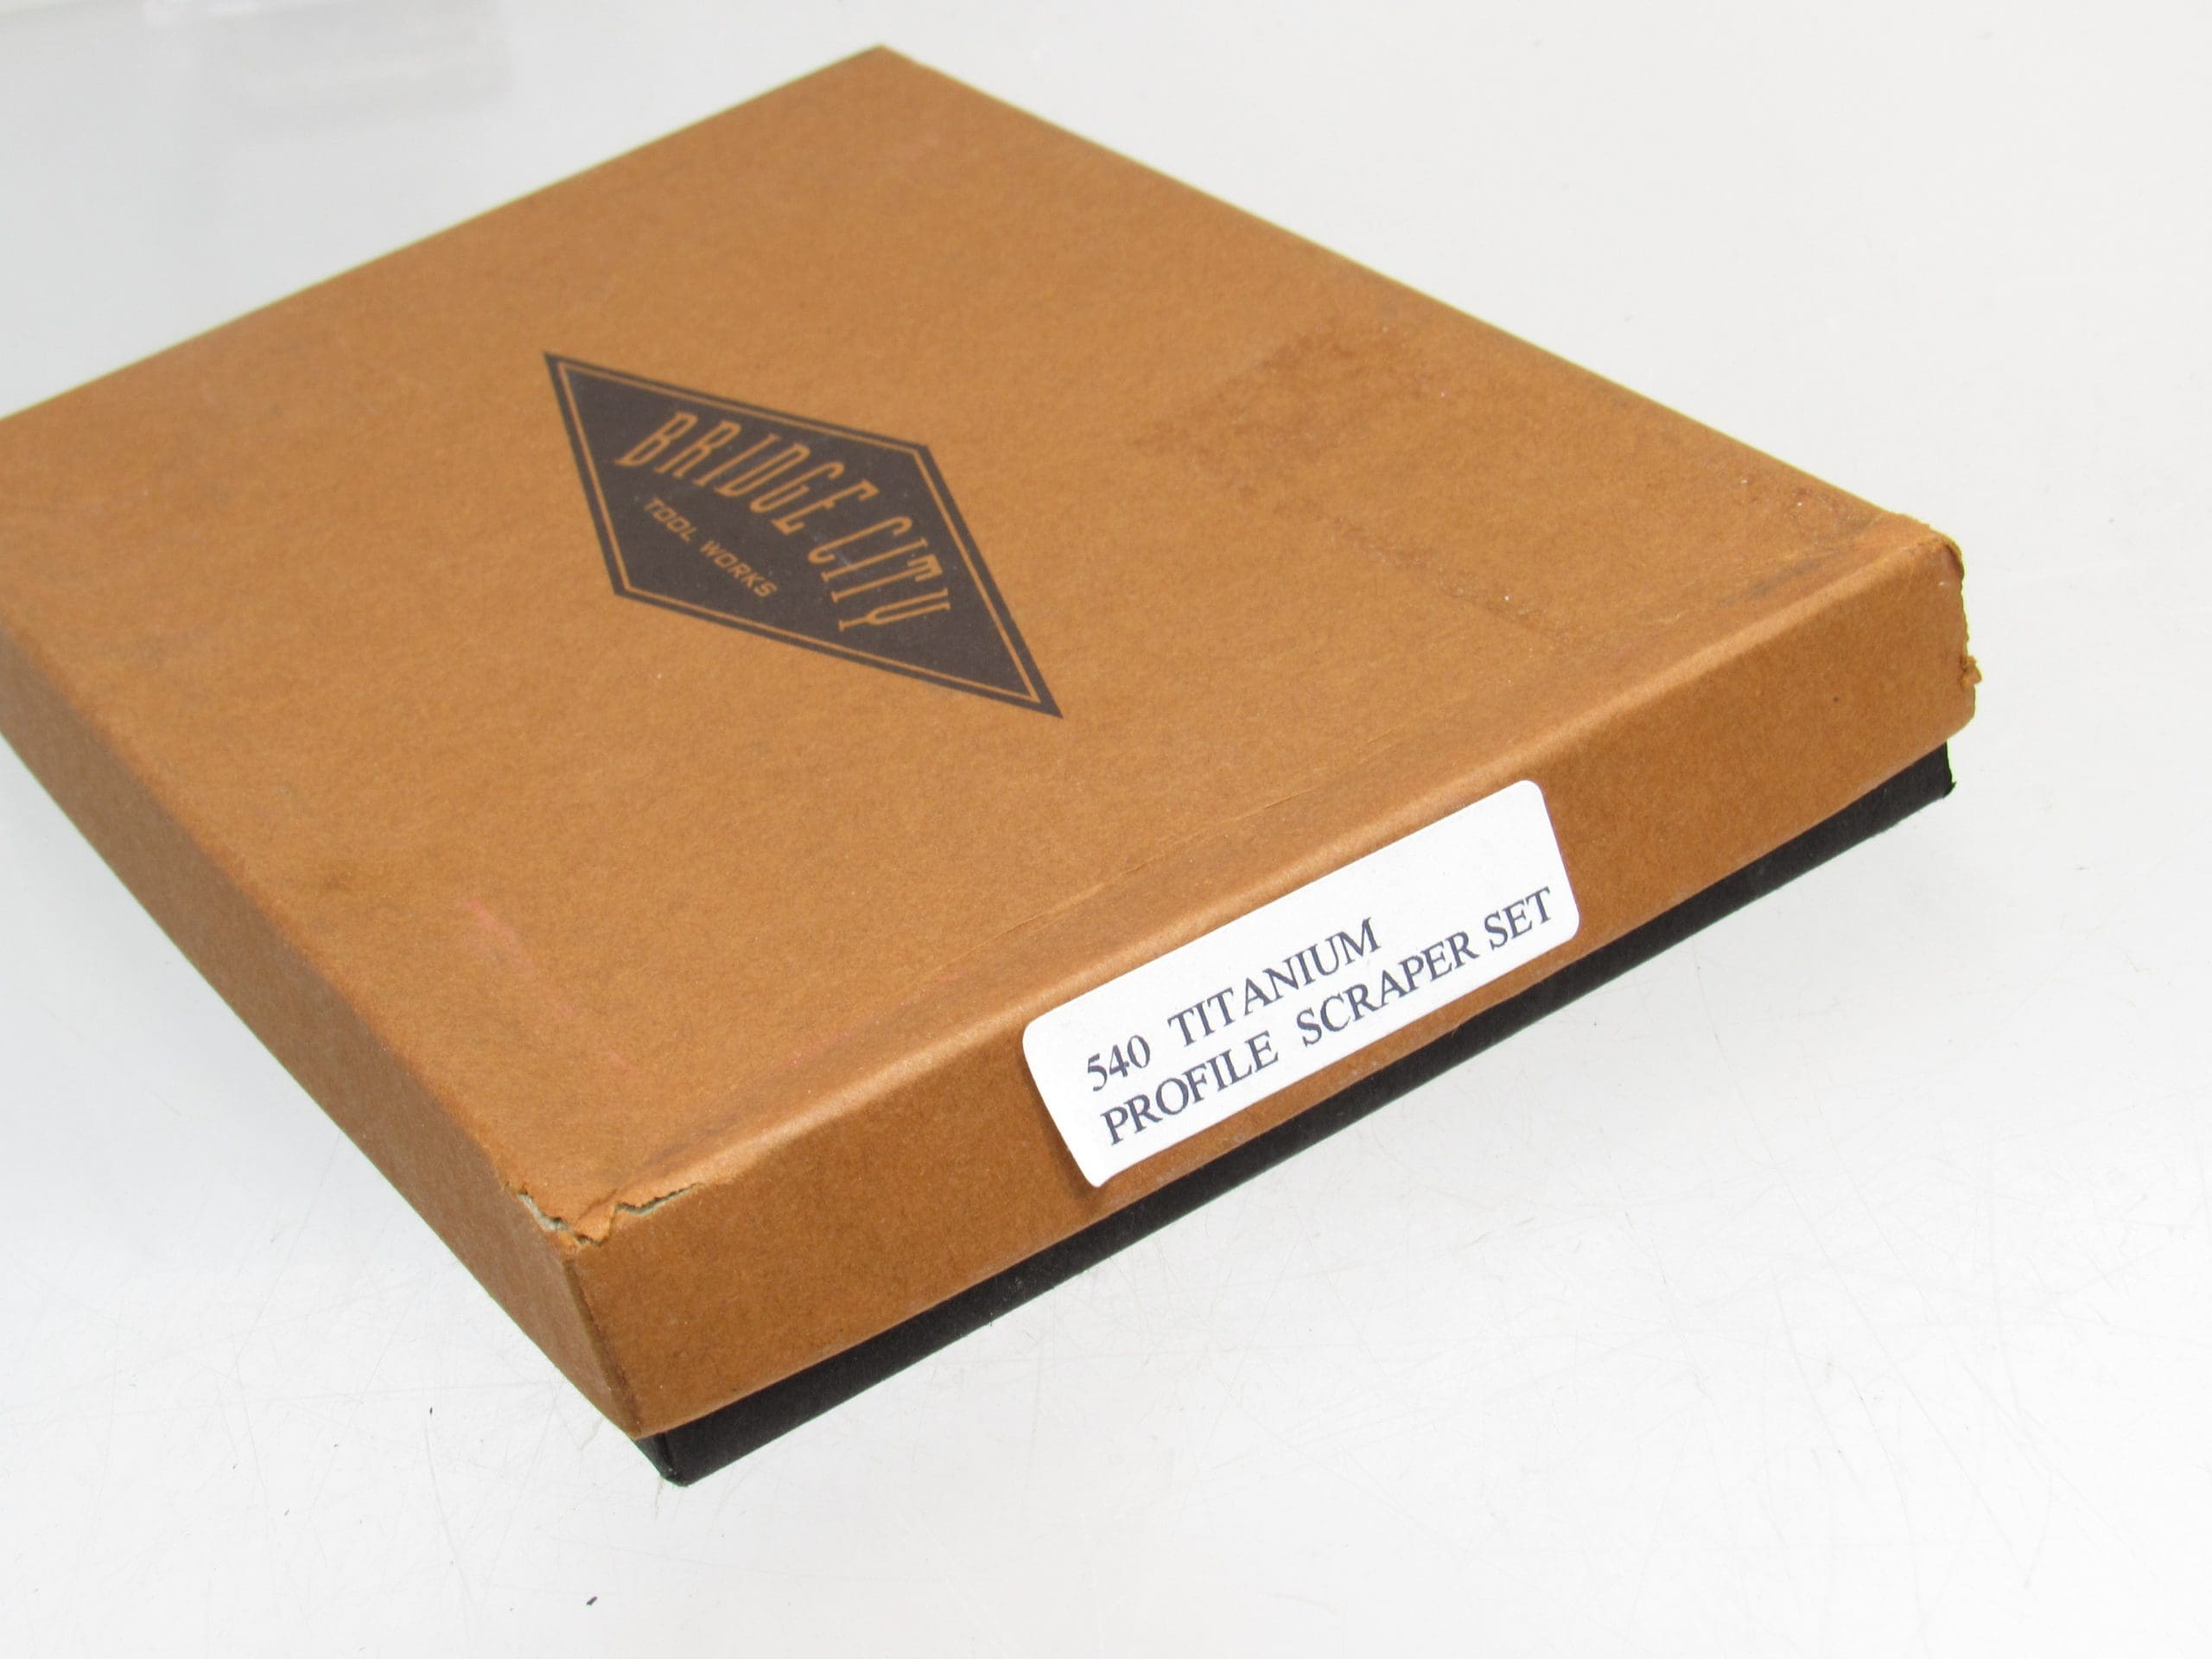 BRIDGE CITY
TOOL WORKS
540 TITANIUM
PROFILE SCRAPER SET